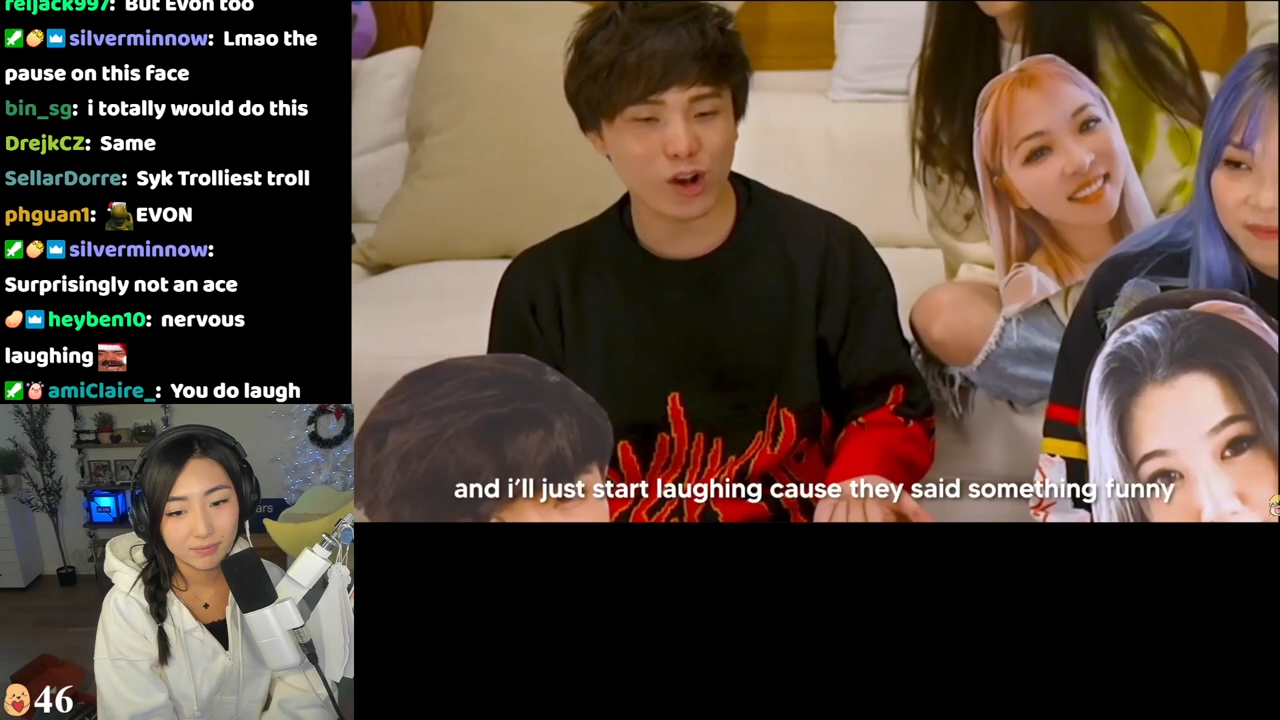 reijack997: But Evon too
silverminnow: Lmao the
pause on this face
bin_sg: i totally would do this
DrejkCZ: Same
SellarDorre: Syk Trolliest troll
phguan1: EVON
silverminnow:
Surprisingly not an ace
heyben10: nervous
laughing
amiClaire_: You do laugh
and i'll just start laughing cause they said something funny
ars
46